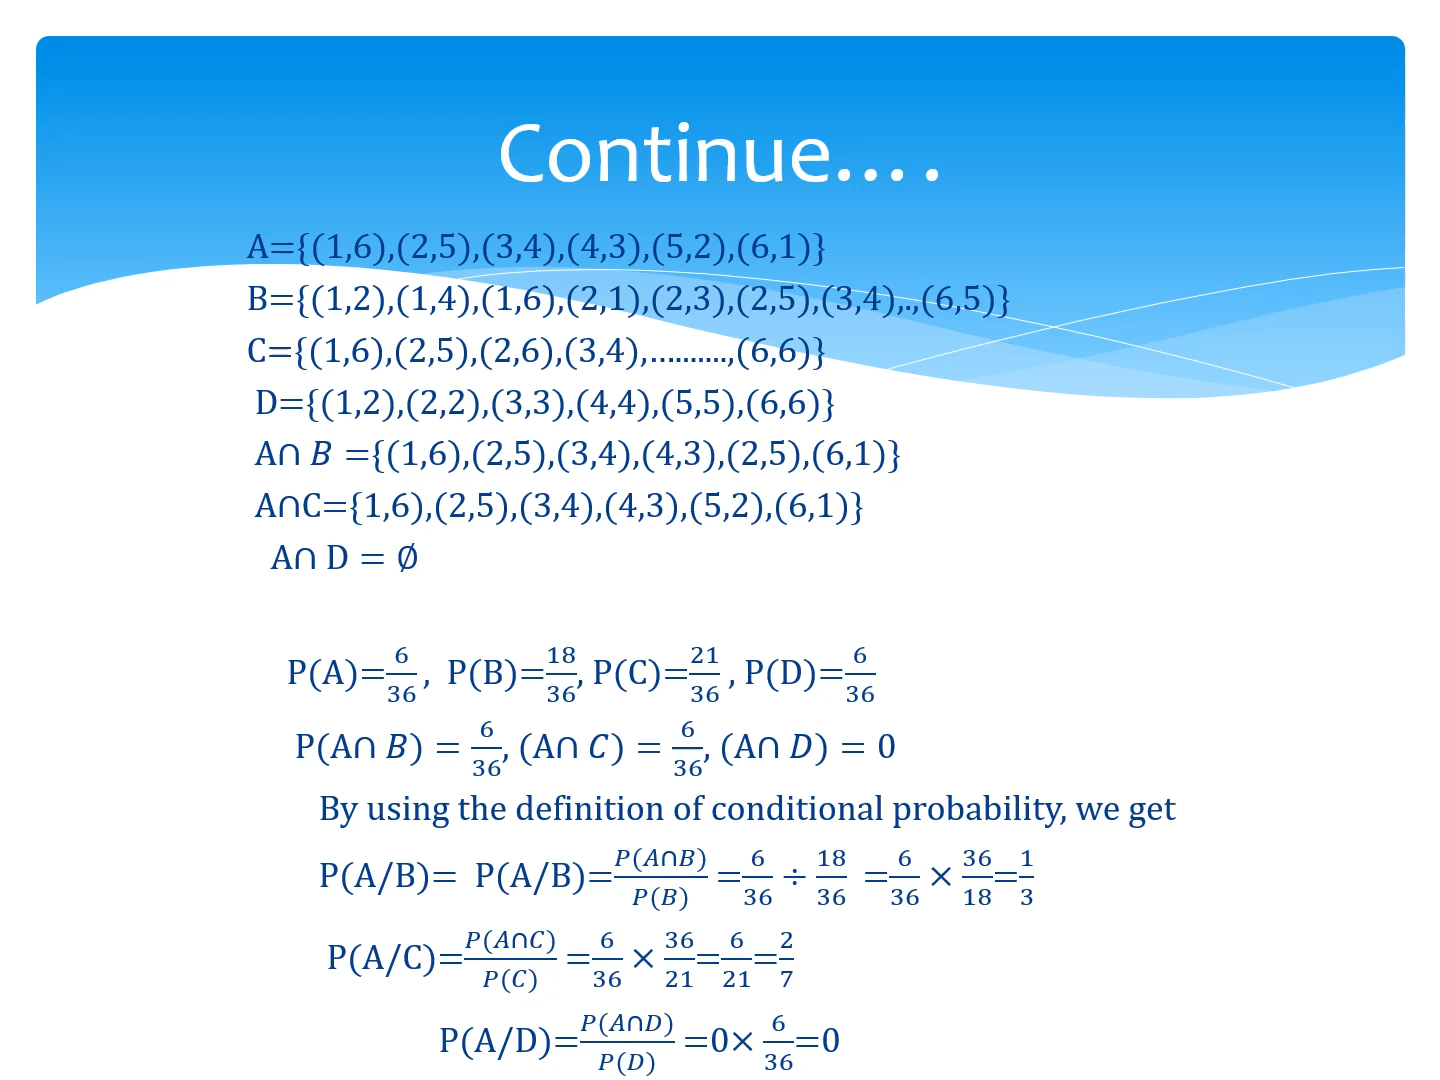 Continue.... 
A={(1,6),(2,5),(3,4),(4,3),(5,2),(6,1)}
B={(1,2),(1,4),(1,6),(2,1),(2,3),(2,5),(3,4),.,(6,5)}
C={(1,6),(2,5),(2,6),(3,4),..........,(6,6)}
D={(1,2),(2,2),(3,3),(4,4),(5,5),(6,6)}
A∩ B ={(1,6),(2,5),(3,4),(4,3),(2,5),(6,1)}
A∩C={1,6),(2,5),(3,4),(4,3),(5,2),(6,1)}
A∩ D = ∅
P(A)=6/36 , P(B)=18/36, P(C)=21/36 , P(D)=6/36
P(A∩ B) = 6/36, (A∩ C) = 6/36, (A∩ D) = 0
By using the definition of conditional probability, we get
P(A/B)= P(A/B)=P(A∩B)/P(B) =6/36 ÷ 18/36 =6/36 × 36/18=1/3
P(A/C)=P(A∩C)/P(C) =6/36 × 36/21=6/21=2/7
P(A/D)=P(A∩D)/P(D) =0× 6/36=0